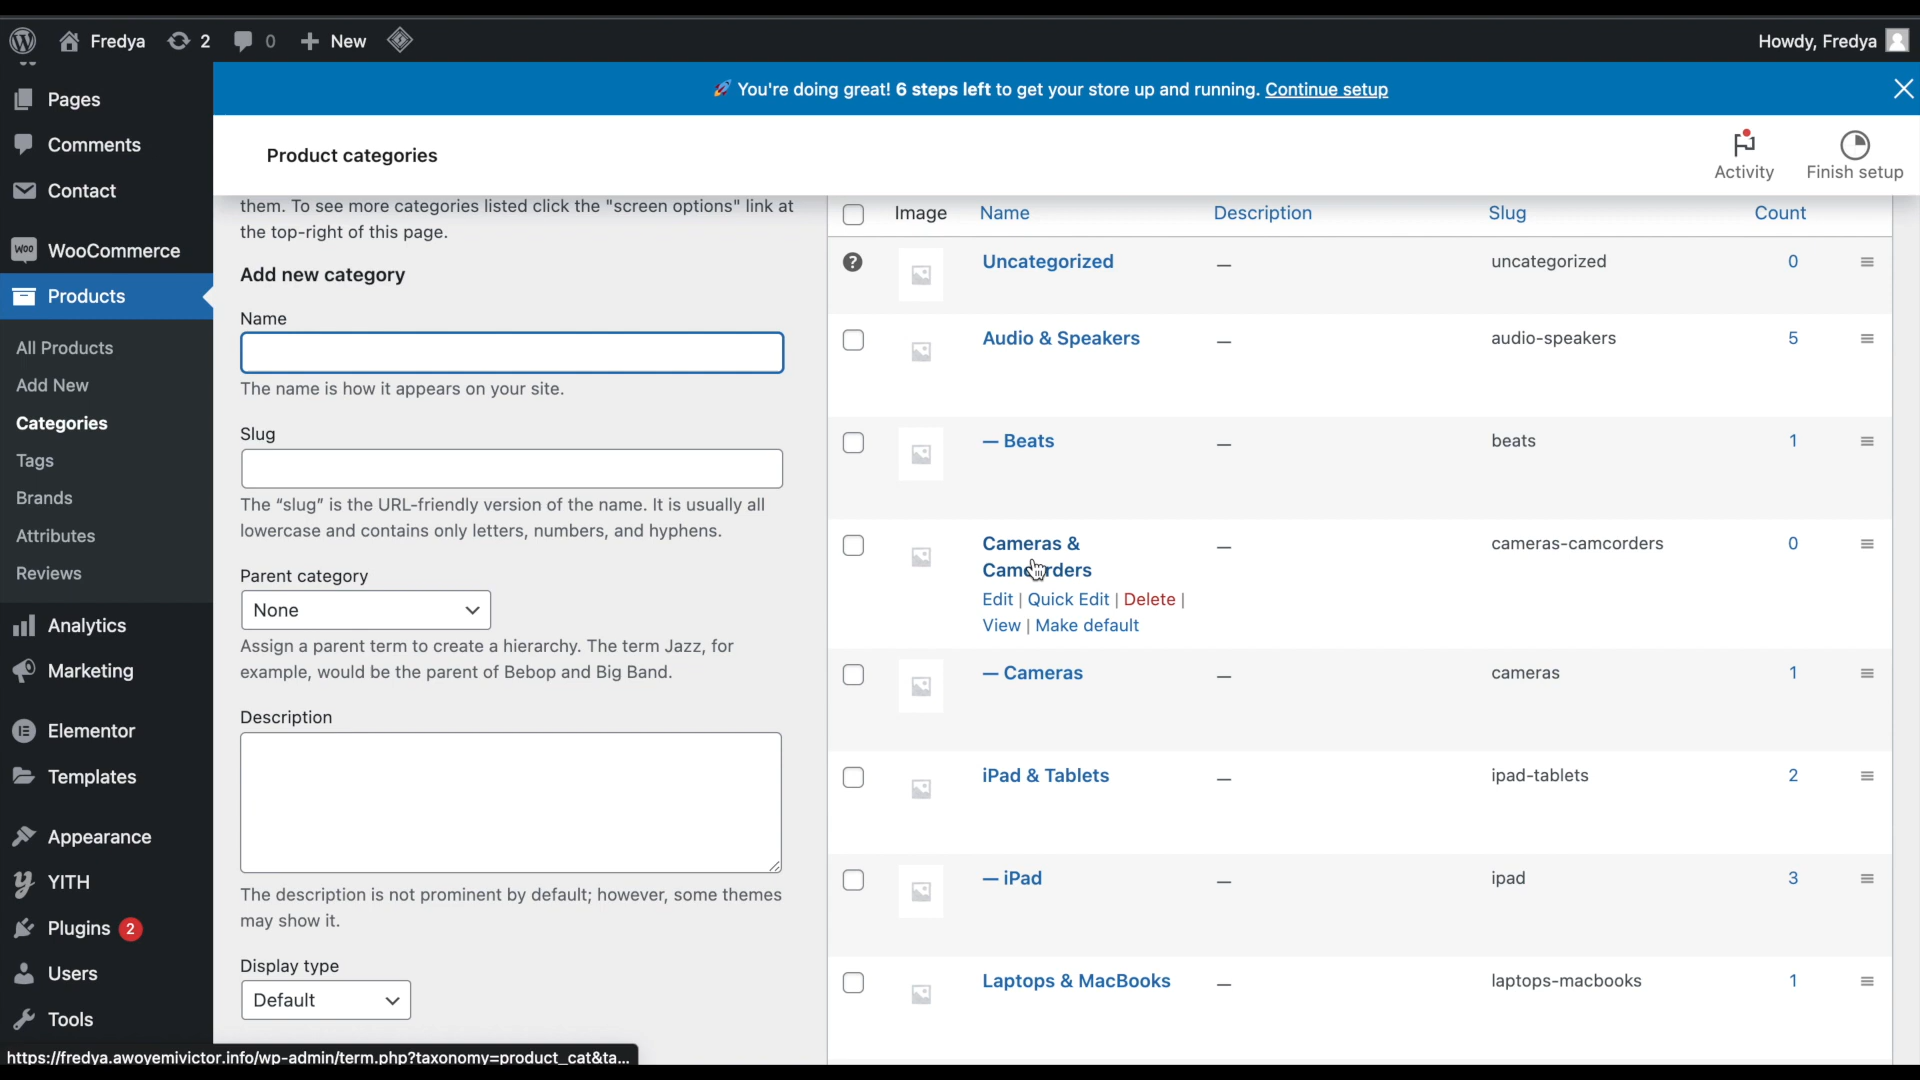 Fredya 2 0 New Howdy, Fredya
🚀 You're doing great! 6 steps left to get your store up and running. Continue setup
Product categories
Activity
Finish setup
Pages
Comments
Contact
WooCommerce
Products
All Products
Add New
Categories
Tags
Brands
Attributes
Reviews
Analytics
Marketing
Elementor
Templates
Appearance
YITH
Plugins 2
Users
Tools
them. To see more categories listed click the "screen options" link at
the top-right of this page.
Add new category
Name
The name is how it appears on your site.
Slug
The “slug” is the URL-friendly version of the name. It is usually all
lowercase and contains only letters, numbers, and hyphens.
Parent category
None
Assign a parent term to create a hierarchy. The term Jazz, for
example, would be the parent of Bebop and Big Band.
Description
The description is not prominent by default; however, some themes
may show it.
Display type
Default
Image Name Description Slug Count
Uncategorized — uncategorized 0
Audio & Speakers — audio-speakers 5
— Beats — beats 1
Cameras & — cameras-camcorders 0
Camcorders
Edit | Quick Edit | Delete |
View | Make default
— Cameras — cameras 1
iPad & Tablets — ipad-tablets 2
— iPad — ipad 3
Laptops & MacBooks — laptops-macbooks 1
https://fredya.awoyemivictor.info/wp-admin/term.php?taxonomy=product_cat&ta...